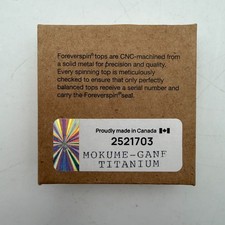 Foreverspin® tops are CNC-machined from
a solid metal for precision and quality.
Every spinning top is meticulously
checked to ensure that only perfectly
balanced tops receive a serial number and
carry the Foreverspin® seal.
Proudly made in Canada
2521703
MOKUME-GANE
TITANIUM